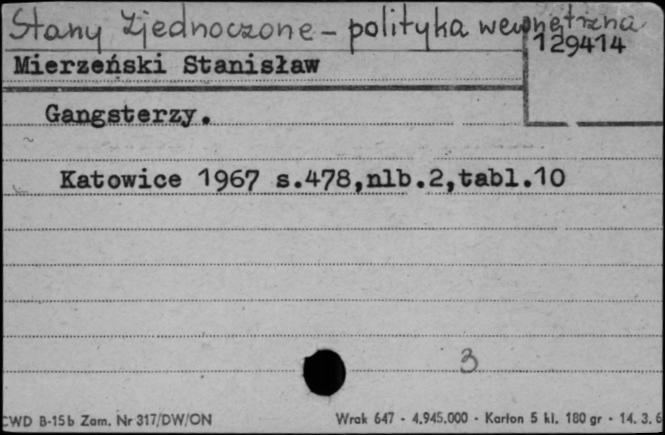 Stany Zjednoczone - polityka wewnętrzna
129414
Mierzeński Stanisław
Gangsterzy.
Katowice 1967 s.478,nlb.2,tabl.10
3
CWD B-15b Zam. Nr 317/DW/ON Wrak 647 - 4.945.000 - Karton 5 kl. 180 gr - 14. 3. 6